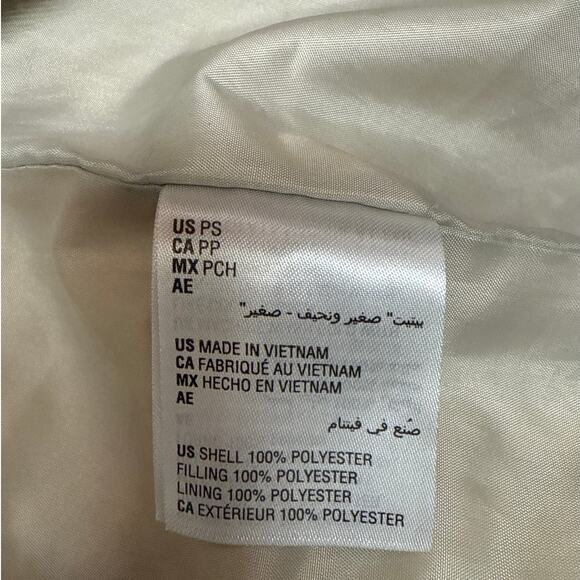 US PS
CA PP
MX PCH
AE
بيتيت" صغير ونحيف - صغير"
US MADE IN VIETNAM
CA FABRIQUÉ AU VIETNAM
MX HECHO EN VIETNAM
AE
صُنع في فيتنام
US SHELL 100% POLYESTER
FILLING 100% POLYESTER
LINING 100% POLYESTER
CA EXTÉRIEUR 100% POLYESTER